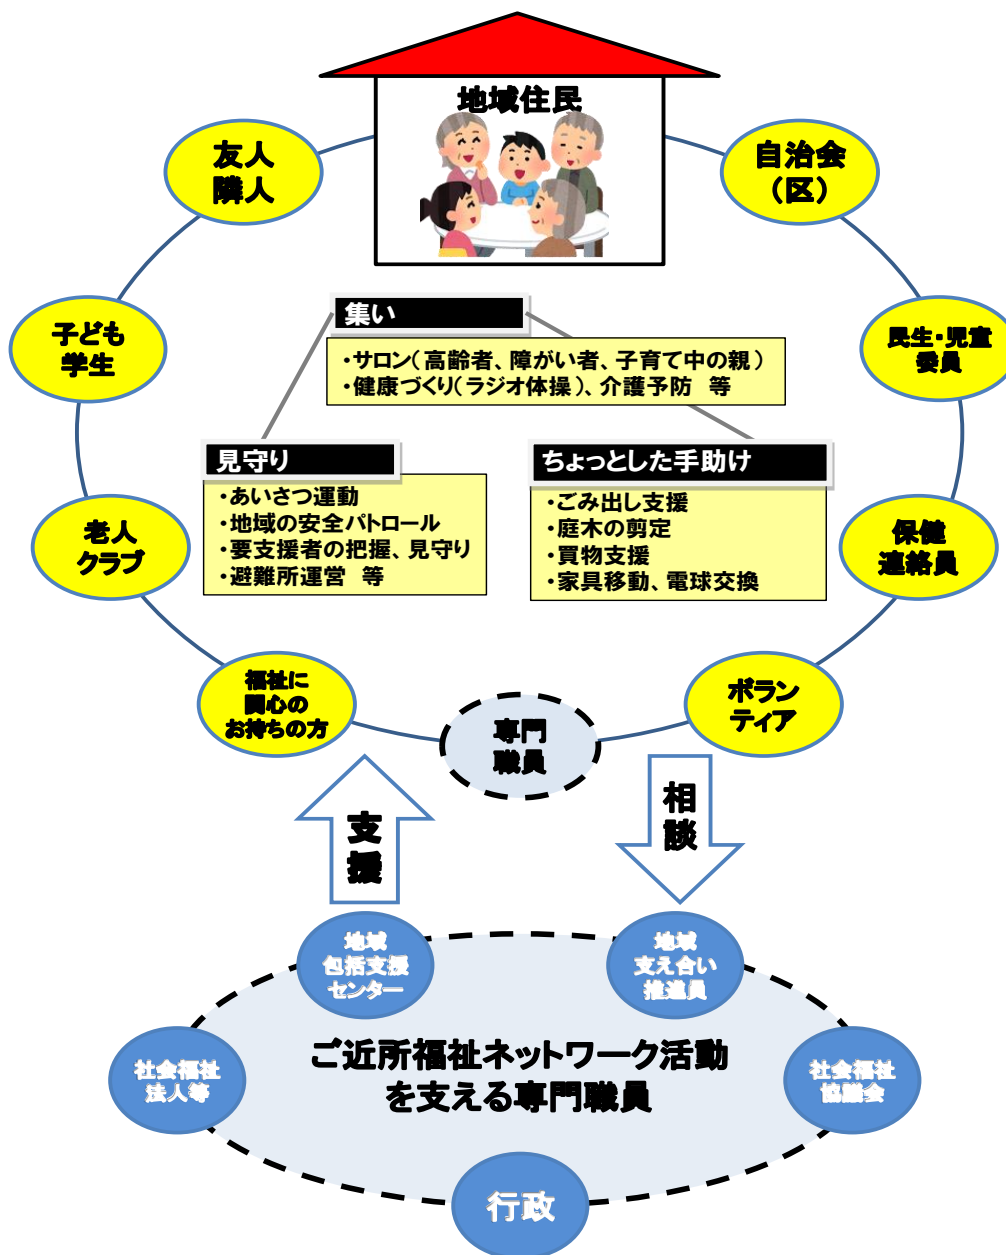 地域住民
友人
隣人
自治会
（区）
子ども
学生
民生・児童
委員
集い
・サロン（高齢者、障がい者、子育て中の親）
・健康づくり（ラジオ体操）、介護予防　等
見守り
・あいさつ運動
・地域の安全パトロール
・要支援者の把握、見守り
・避難所運営　等
ちょっとした手助け
・ごみ出し支援
・庭木の剪定
・買物支援
・家具移動、電球交換
老人
クラブ
保健
連絡員
福祉に
関心の
お持ちの方
専門
職員
ボラン
ティア
支
援
相
談
地域
包括支援
センター
地域
支え合い
推進員
社会福祉
法人等
ご近所福祉ネットワーク活動
を支える専門職員
社会福祉
協議会
行政